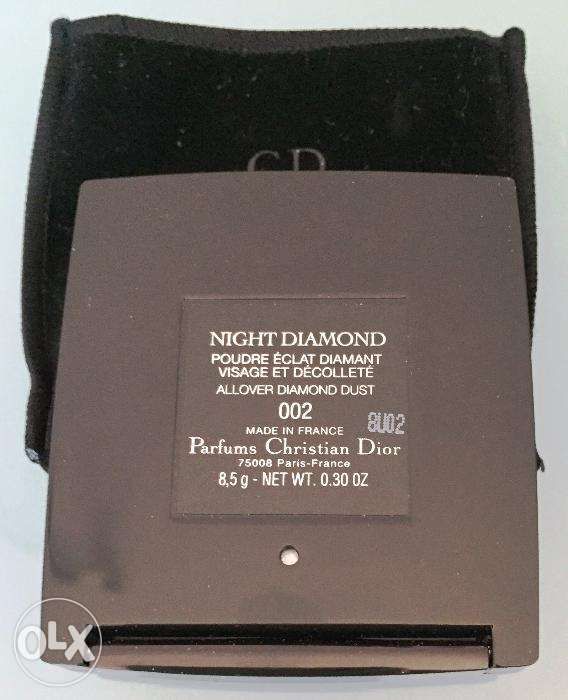 CD
NIGHT DIAMOND
POUDRE ÉCLAT DIAMANT
VISAGE ET DÉCOLLETÉ
ALLOVER DIAMOND DUST
002
8U02
MADE IN FRANCE
Parfums Christian Dior
75008 Paris-France
8,5 g - NET WT. 0.30 OZ
OLX